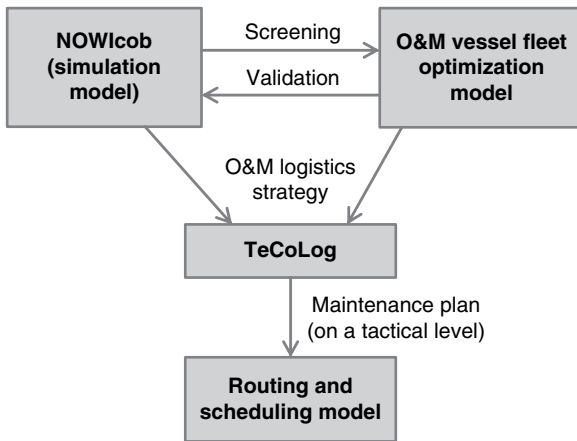 NOWIcob
(simulation
model)
Screening
Validation
O&M vessel fleet
optimization
model
O&M logistics
strategy
TeCoLog
Maintenance plan
(on a tactical level)
Routing and
scheduling model